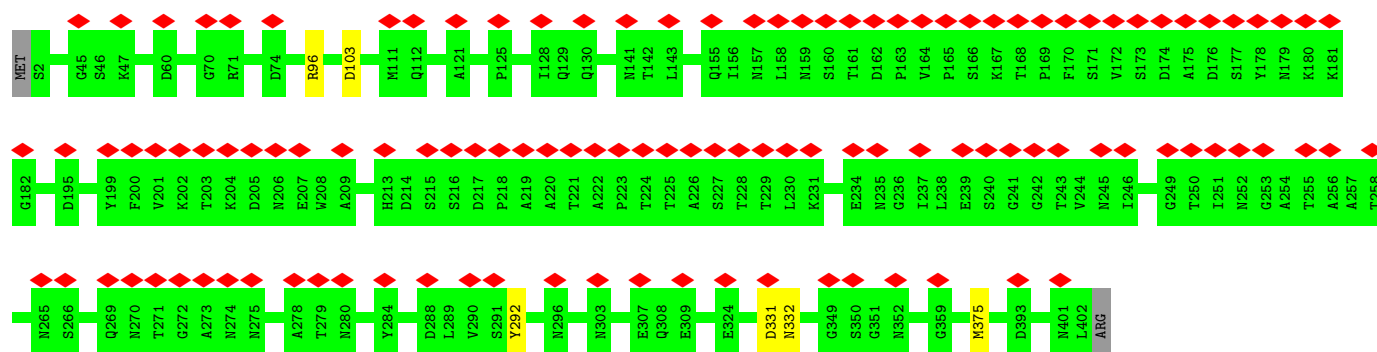 MET S2 G45 S46 K47 D60 G70 R71 D74 R96 D103 M111 Q112 A121 P125 I128 Q129 Q130 N141 T142 L143 Q155 I156 N157 L158 N159 S160 T161 D162 P163 V164 P165 S166 K167 T168 P169 F170 S171 V172 S173 D174 A175 D176 S177 Y178 N179 K180 K181
G182 D195 Y199 F200 V201 K202 T203 K204 D205 N206 E207 W208 A209 H213 D214 S215 S216 D217 P218 A219 A220 T221 A222 P223 T224 T225 A226 S227 T228 T229 L230 K231 E234 N235 G236 I237 L238 E239 S240 G241 G242 T243 V244 N245 I246 G249 T250 I251 N252 G253 A254 T255 A256 A257 T258
N265 S266 Q269 N270 T271 G272 A273 N274 N275 A278 T279 N280 Y284 D288 L289 V290 S291 Y292 N296 N303 E307 Q308 E309 E324 D331 N332 G349 S350 G351 N352 G359 M375 D393 N401 L402 ARG